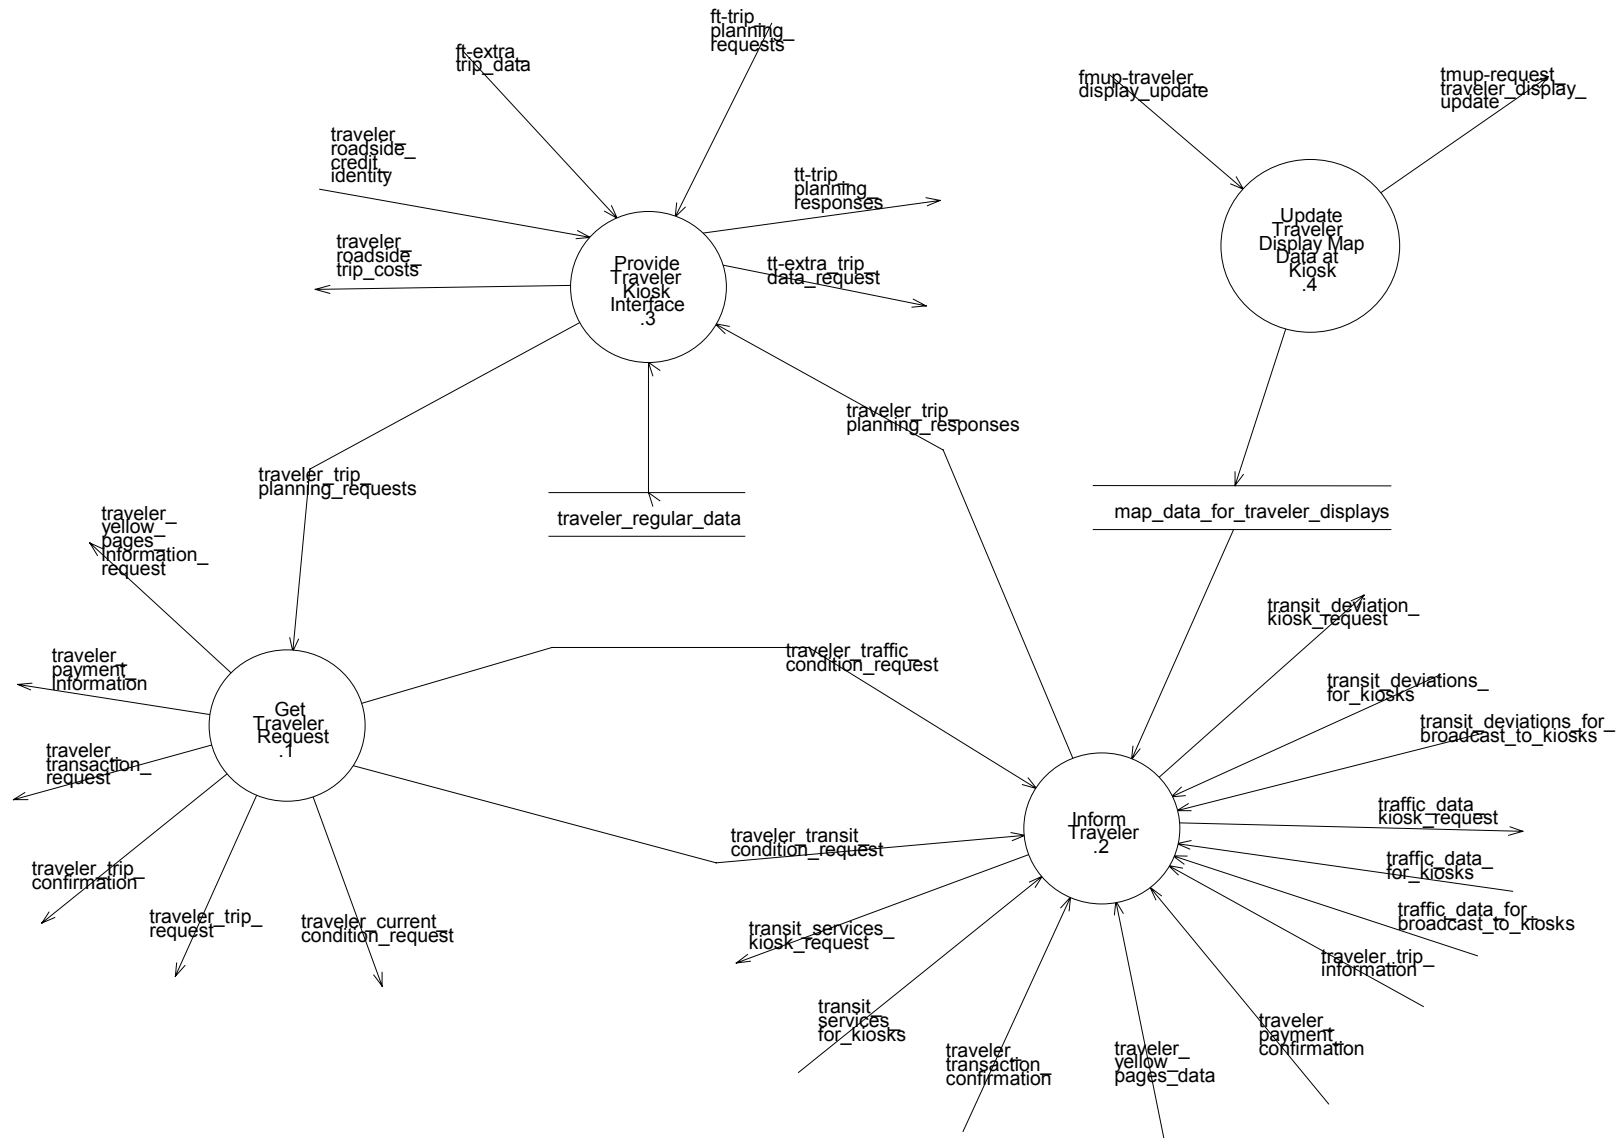 ft-trip_
planning_
requests
ft-extra_
trip_data
fmup-traveler_
display_update
tmup-request_
traveler_display_
update
traveler_
roadside_
credit_
identity
tt-trip_
planning_
responses
traveler_
roadside_
trip_costs
Provide
Traveler
Kiosk
Interface
.3
tt-extra_trip_
data_request
Update
Traveler
Display Map
Data at
Kiosk
.4
traveler_trip_
planning_responses
traveler_trip_
planning_requests
traveler_regular_data
map_data_for_traveler_displays
traveler_
yellow_
pages_
information_
request
transit_deviation_
kiosk_request
traveler_
payment_
information
traveler_traffic_
condition_request
transit_deviations_
for_kiosks
Get
Traveler
Request
.1
transit_deviations_for_
broadcast_to_kiosks
traveler_
transaction_
request
traffic_data_
kiosk_request
Inform
Traveler
.2
traveler_transit_
condition_request
traffic_data_
for_kiosks
traveler_trip_
confirmation
traveler_trip_
request
traveler_current_
condition_request
transit_services_
kiosk_request
traffic_data_for_
broadcast_to_kiosks
traveler_trip_
information
transit_
services_
for_kiosks
traveler_
payment_
confirmation
traveler_
transaction_
confirmation
traveler_
yellow_
pages_data